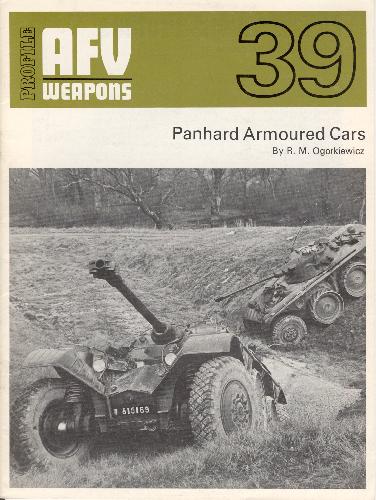 PROFILE
AFV
WEAPONS
39
Panhard Armoured Cars
By R. M. Ogorkiewicz